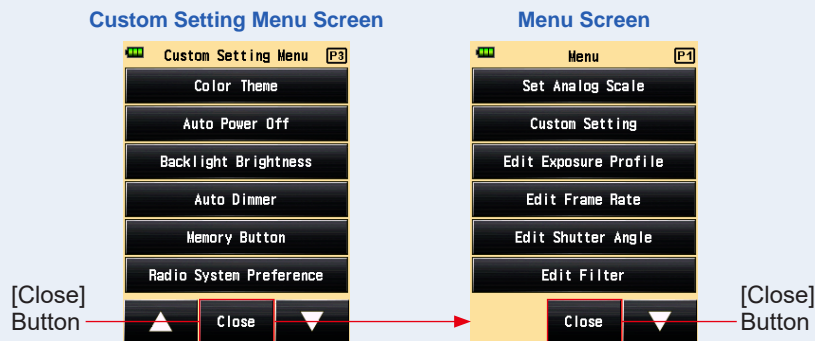 Custom Setting Menu Screen
Custom Setting Menu P3
Color Theme
Auto Power Off
Backlight Brightness
Auto Dimmer
Memory Button
Radio System Preference
Close
[Close]
Button
Menu Screen
Menu P1
Set Analog Scale
Custom Setting
Edit Exposure Profile
Edit Frame Rate
Edit Shutter Angle
Edit Filter
Close
[Close]
Button